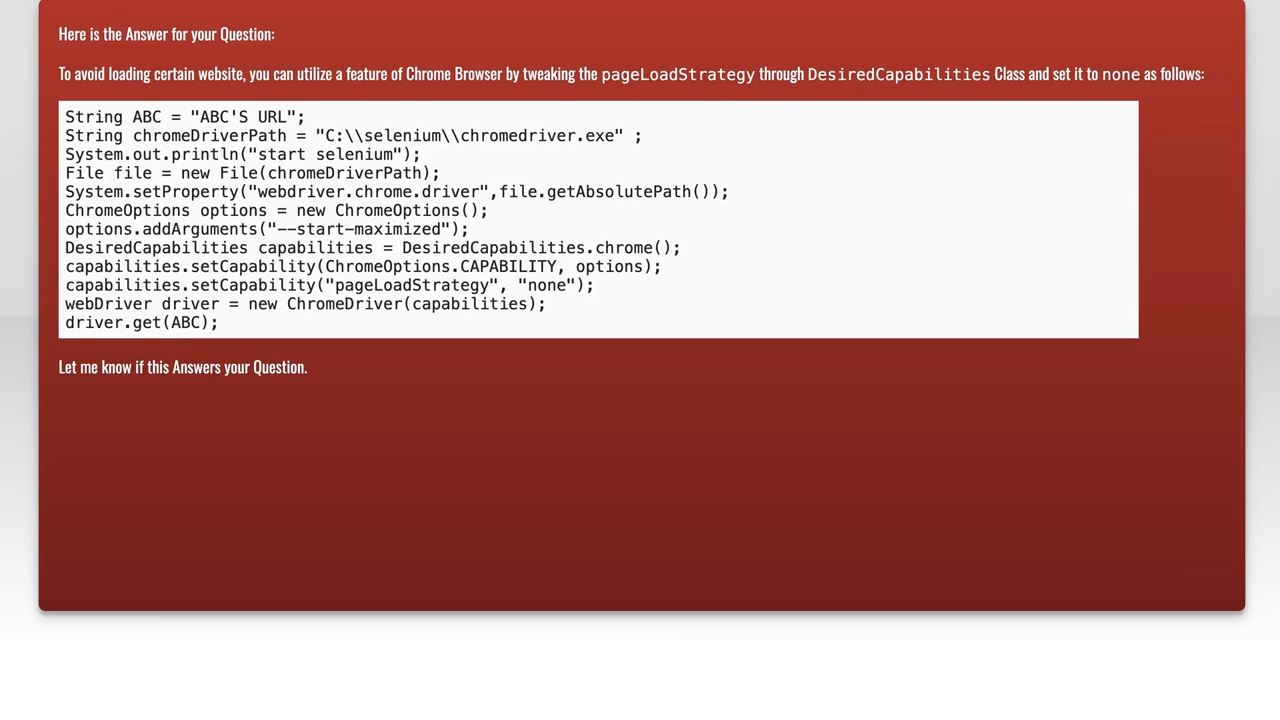 Here is the Answer for your Question:
To avoid loading certain website, you can utilize a feature of Chrome Browser by tweaking the pageLoadStrategy through DesiredCapabilities Class and set it to none as follows:
String ABC = "ABC'S URL";
String chromeDriverPath = "C:\\selenium\\chromedriver.exe" ;
System.out.println("start selenium");
File file = new File(chromeDriverPath);
System.setProperty("webdriver.chrome.driver",file.getAbsolutePath());
ChromeOptions options = new ChromeOptions();
options.addArguments("--start-maximized");
DesiredCapabilities capabilities = DesiredCapabilities.chrome();
capabilities.setCapability(ChromeOptions.CAPABILITY, options);
capabilities.setCapability("pageLoadStrategy", "none");
webDriver driver = new ChromeDriver(capabilities);
driver.get(ABC);
Let me know if this Answers your Question.